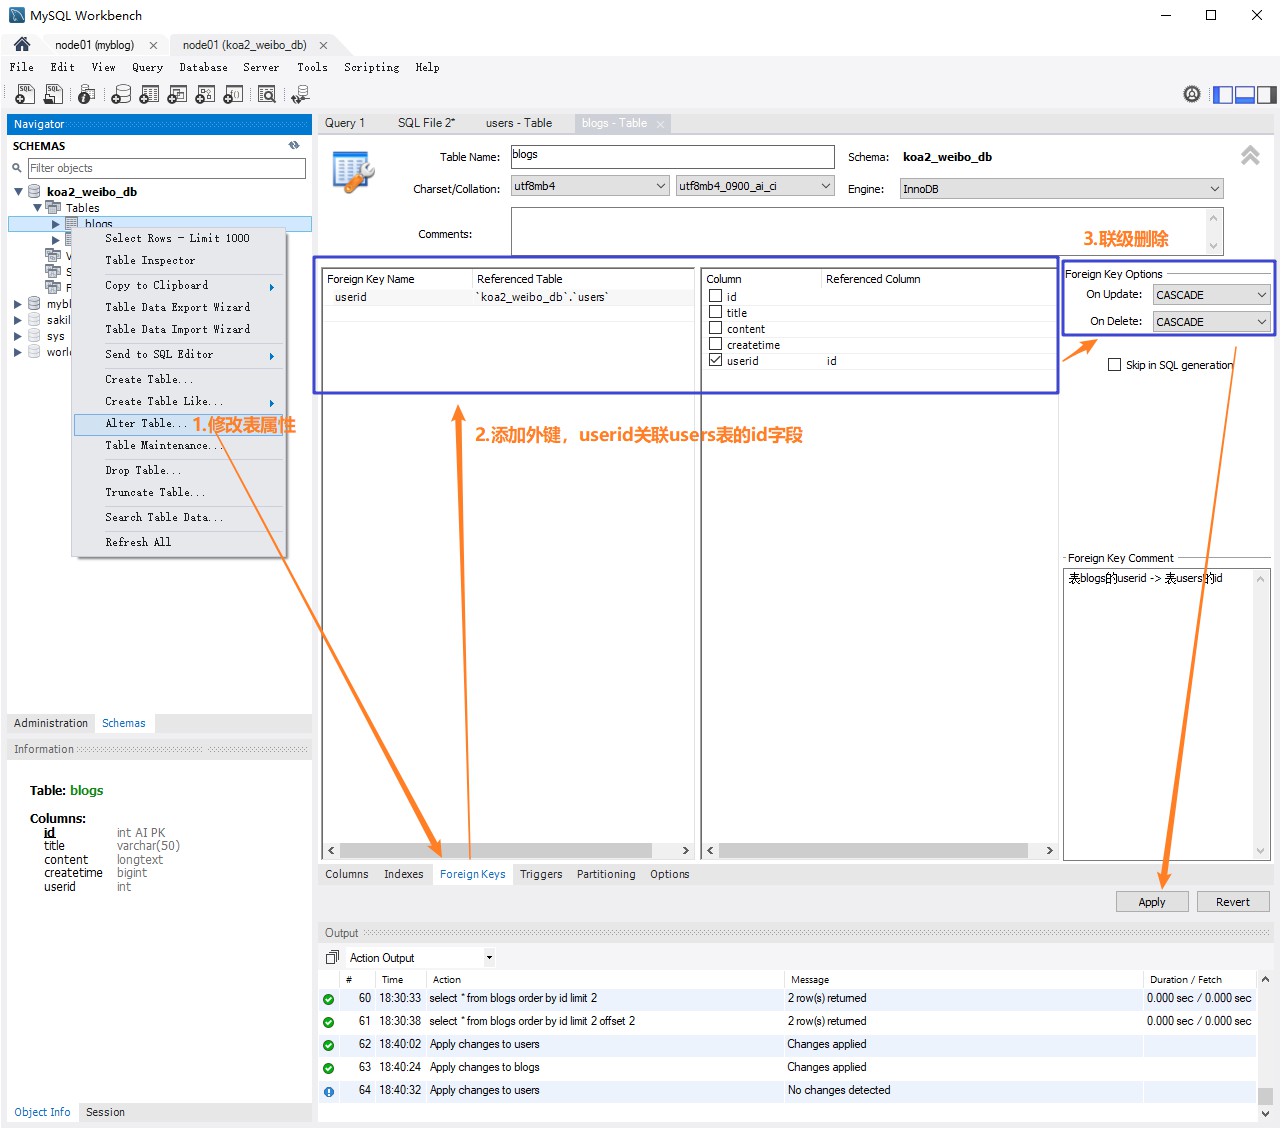 MySQL Workbench
node01 (myblog)
node01 (koa2_weibo_db)
File Edit View Query Database Server Tools Scripting Help
Navigator
SCHEMAS
Filter objects
koa2_weibo_db
Tables
blogs
myb
sakil
sys
world
Select Rows - Limit 1000
Table Inspector
Copy to Clipboard
Table Data Export Wizard
Table Data Import Wizard
Send to SQL Editor
Create Table...
Create Table Like...
Alter Table...
Table Maintenance...
Drop Table...
Truncate Table...
Search Table Data...
Refresh All
1.修改表属性
Administration Schemas
Information
Table: blogs
Columns:
id int AI PK
title varchar(50)
content longtext
createtime bigint
userid int
Object Info Session
Query 1 SQL File 2* users - Table blogs - Table
Table Name: blogs Schema: koa2_weibo_db
Charset/Collation: utf8mb4 utf8mb4_0900_ai_ci Engine: InnoDB
Comments:
3.联级删除
Foreign Key Name Referenced Table
userid `koa2_weibo_db`.`users`
Column Referenced Column
id
title
content
createtime
userid id
Foreign Key Options
On Update: CASCADE
On Delete: CASCADE
Skip in SQL generation
2.添加外键，userid关联users表的id字段
Foreign Key Comment
表blogs的userid -> 表users的id
Columns Indexes Foreign Keys Triggers Partitioning Options
Apply Revert
Output
Action Output
# Time Action Message Duration / Fetch
60 18:30:33 select * from blogs order by id limit 2 2 row(s) returned 0.000 sec / 0.000 sec
61 18:30:38 select * from blogs order by id limit 2 offset 2 2 row(s) returned 0.000 sec / 0.000 sec
62 18:40:02 Apply changes to users Changes applied
63 18:40:24 Apply changes to blogs Changes applied
64 18:40:32 Apply changes to users No changes detected